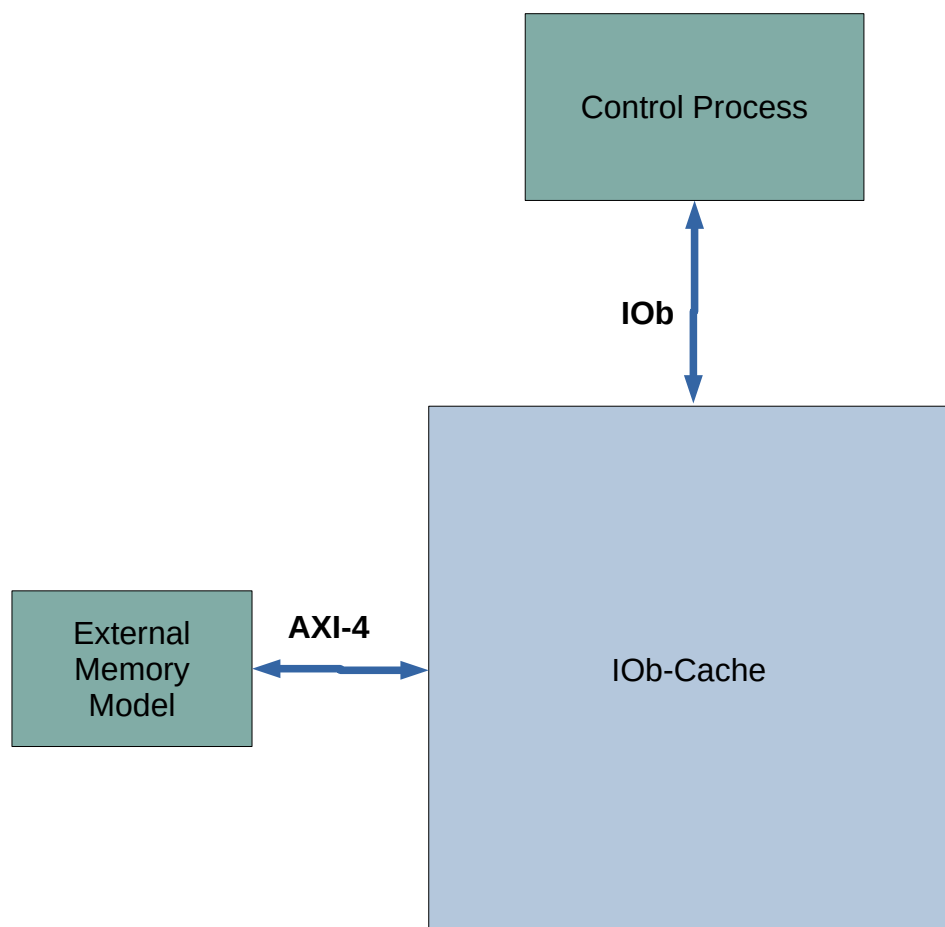 Control Process
IOb
AXI-4
External
Memory
Model
IOb-Cache